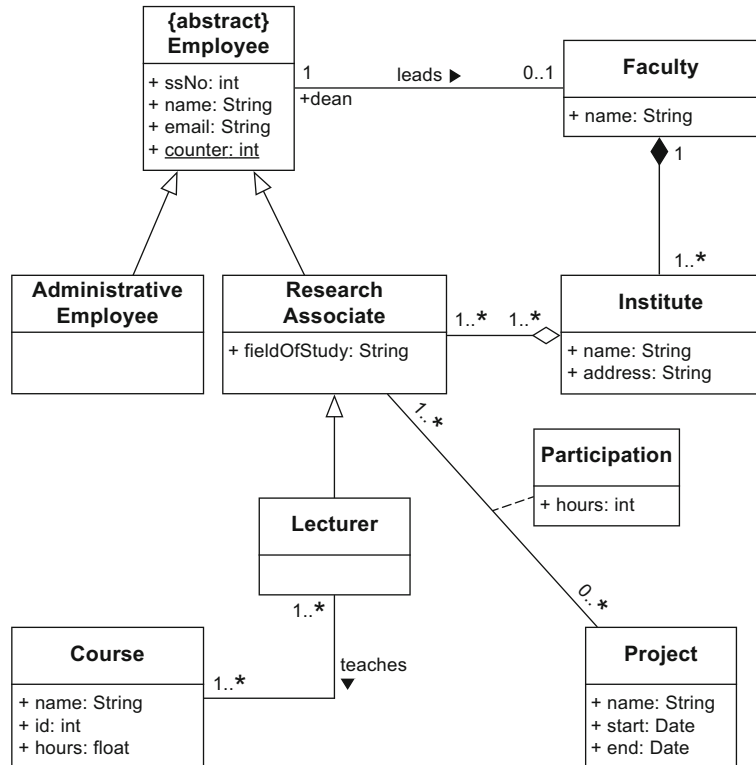 {abstract}
Employee
+ ssNo: int
+ name: String
+ email: String
+ counter: int
1
+dean
leads ▶
0..1
Faculty
+ name: String
1
1..*
Administrative
Employee
Research
Associate
+ fieldOfStudy: String
1..*
1..*
Institute
+ name: String
+ address: String
1..*
Participation
+ hours: int
0..*
Lecturer
1..*
teaches
▼
1..*
Course
+ name: String
+ id: int
+ hours: float
Project
+ name: String
+ start: Date
+ end: Date